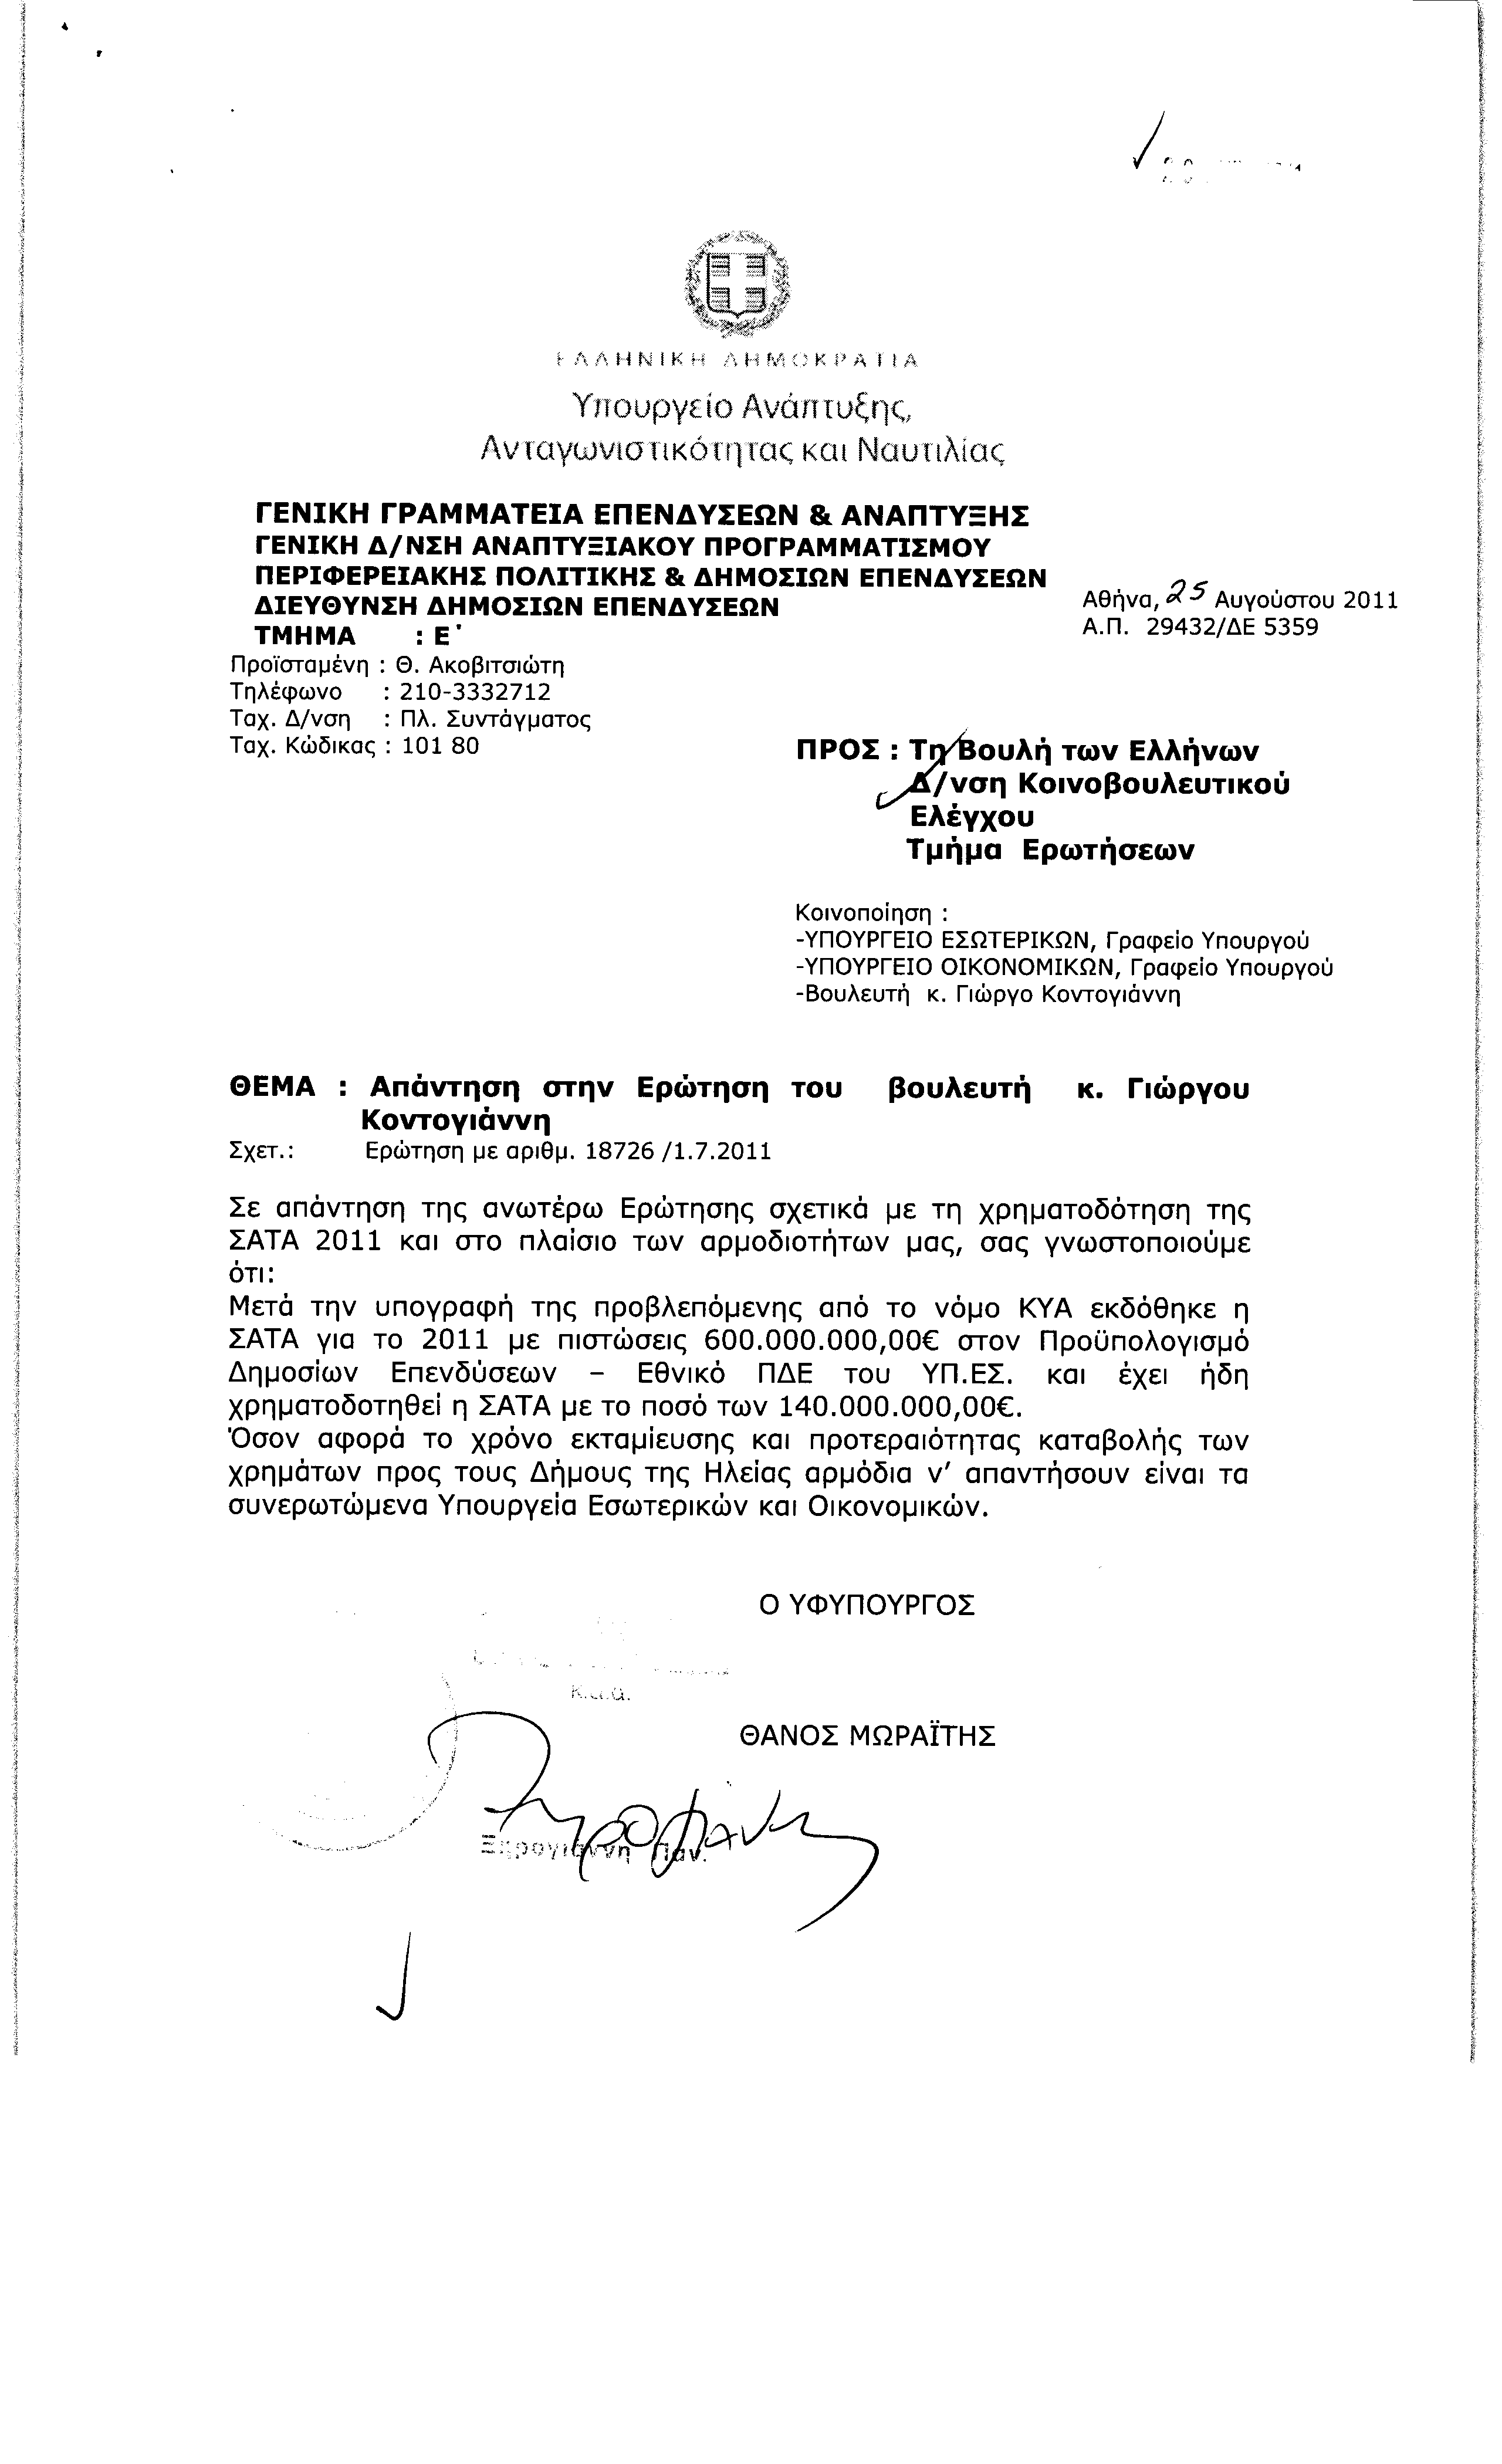 ΕΛΛΗΝΙΚΗ ΔΗΜΟΚΡΑΤΙΑ
Υπουργείο Ανάπτυξης,
Ανταγωνιστικότητας και Ναυτιλίας
ΓΕΝΙΚΗ ΓΡΑΜΜΑΤΕΙΑ ΕΠΕΝΔΥΣΕΩΝ & ΑΝΑΠΤΥΞΗΣ
ΓΕΝΙΚΗ Δ/ΝΣΗ ΑΝΑΠΤΥΞΙΑΚΟΥ ΠΡΟΓΡΑΜΜΑΤΙΣΜΟΥ
ΠΕΡΙΦΕΡΕΙΑΚΗΣ ΠΟΛΙΤΙΚΗΣ & ΔΗΜΟΣΙΩΝ ΕΠΕΝΔΥΣΕΩΝ
ΔΙΕΥΘΥΝΣΗ ΔΗΜΟΣΙΩΝ ΕΠΕΝΔΥΣΕΩΝ
ΤΜΗΜΑ : Ε΄
Αθήνα, 25 Αυγούστου 2011
Α.Π. 29432/ΔΕ 5359
Προϊσταμένη : Θ. Ακοβιτσιώτη
Τηλέφωνο : 210-3332712
Ταχ. Δ/νση : Πλ. Συντάγματος
Ταχ. Κώδικας : 101 80
ΠΡΟΣ : Τη Βουλή των Ελλήνων
Δ/νση Κοινοβουλευτικού
Ελέγχου
Τμήμα Ερωτήσεων
Κοινοποίηση :
-ΥΠΟΥΡΓΕΙΟ ΕΣΩΤΕΡΙΚΩΝ, Γραφείο Υπουργού
-ΥΠΟΥΡΓΕΙΟ ΟΙΚΟΝΟΜΙΚΩΝ, Γραφείο Υπουργού
-Βουλευτή κ. Γιώργο Κοντογιάννη
ΘΕΜΑ : Απάντηση στην Ερώτηση του βουλευτή κ. Γιώργου
Κοντογιάννη
Σχετ.: Ερώτηση με αριθμ. 18726 /1.7.2011
Σε απάντηση της ανωτέρω Ερώτησης σχετικά με τη χρηματοδότηση της
ΣΑΤΑ 2011 και στο πλαίσιο των αρμοδιοτήτων μας, σας γνωστοποιούμε
ότι:
Μετά την υπογραφή της προβλεπόμενης από το νόμο ΚΥΑ εκδόθηκε η
ΣΑΤΑ για το 2011 με πιστώσεις 600.000.000,00€ στον Προϋπολογισμό
Δημοσίων Επενδύσεων – Εθνικό ΠΔΕ του ΥΠ.ΕΣ. και έχει ήδη
χρηματοδοτηθεί η ΣΑΤΑ με το ποσό των 140.000.000,00€.
Όσον αφορά το χρόνο εκταμίευσης και προτεραιότητας καταβολής των
χρημάτων προς τους Δήμους της Ηλείας αρμόδια ν' απαντήσουν είναι τα
συνερωτώμενα Υπουργεία Εσωτερικών και Οικονομικών.
Ο ΥΦΥΠΟΥΡΓΟΣ
κ.α.α.
ΘΑΝΟΣ ΜΩΡΑΪΤΗΣ
Ξηρογιάννη Παν.